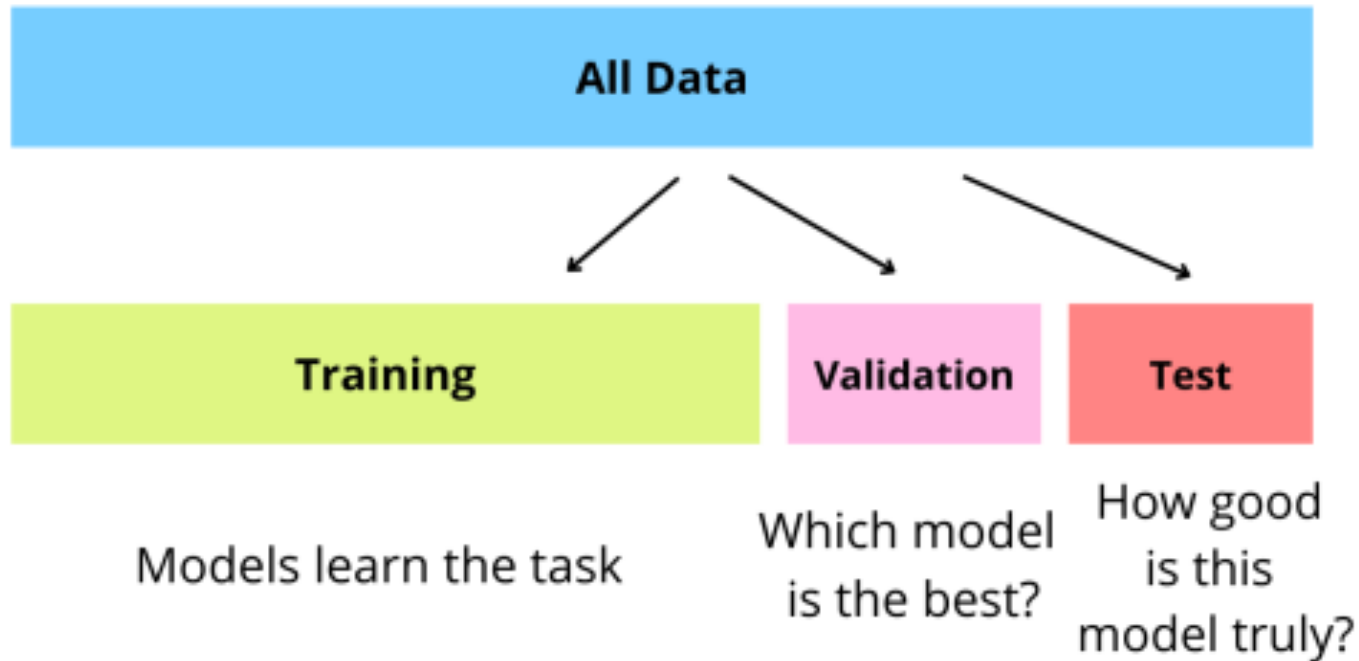 All Data
Training
Validation
Test
Models learn the task
Which model
is the best?
How good
is this
model truly?